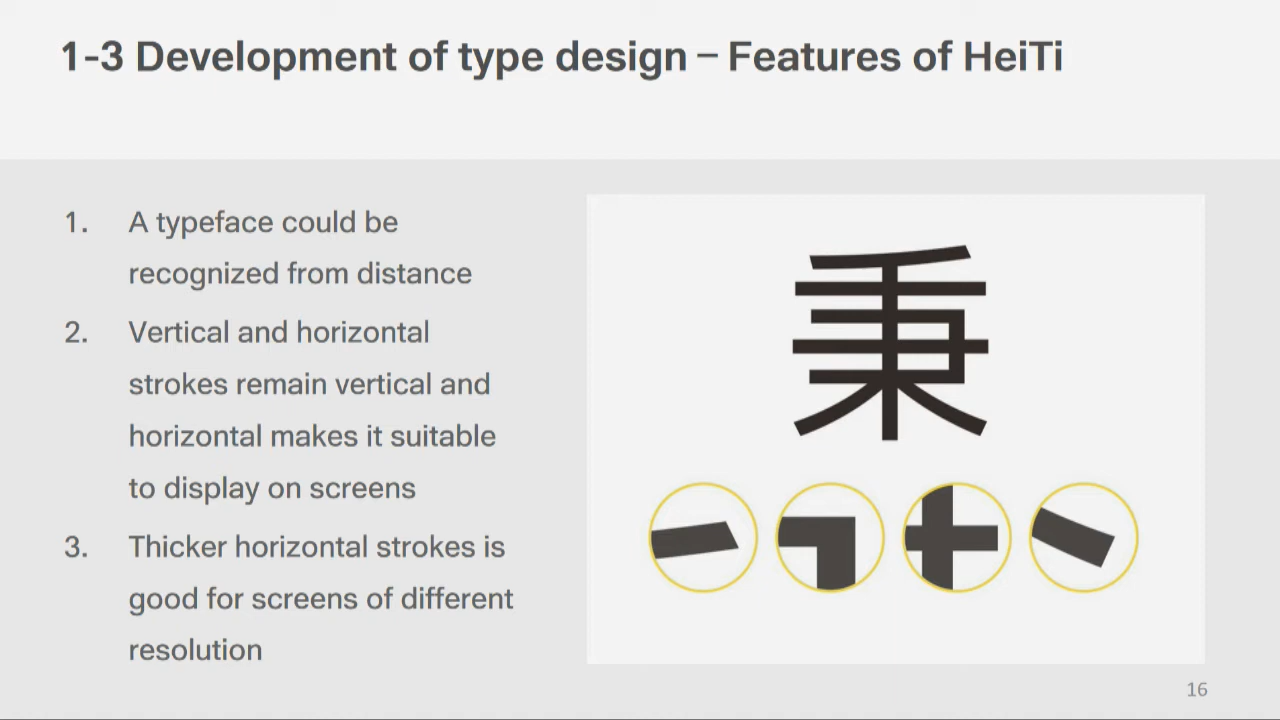 1-3 Development of type design – Features of HeiTi
1. A typeface could be
recognized from distance
2. Vertical and horizontal
strokes remain vertical and
horizontal makes it suitable
to display on screens
3. Thicker horizontal strokes is
good for screens of different
resolution
秉
16